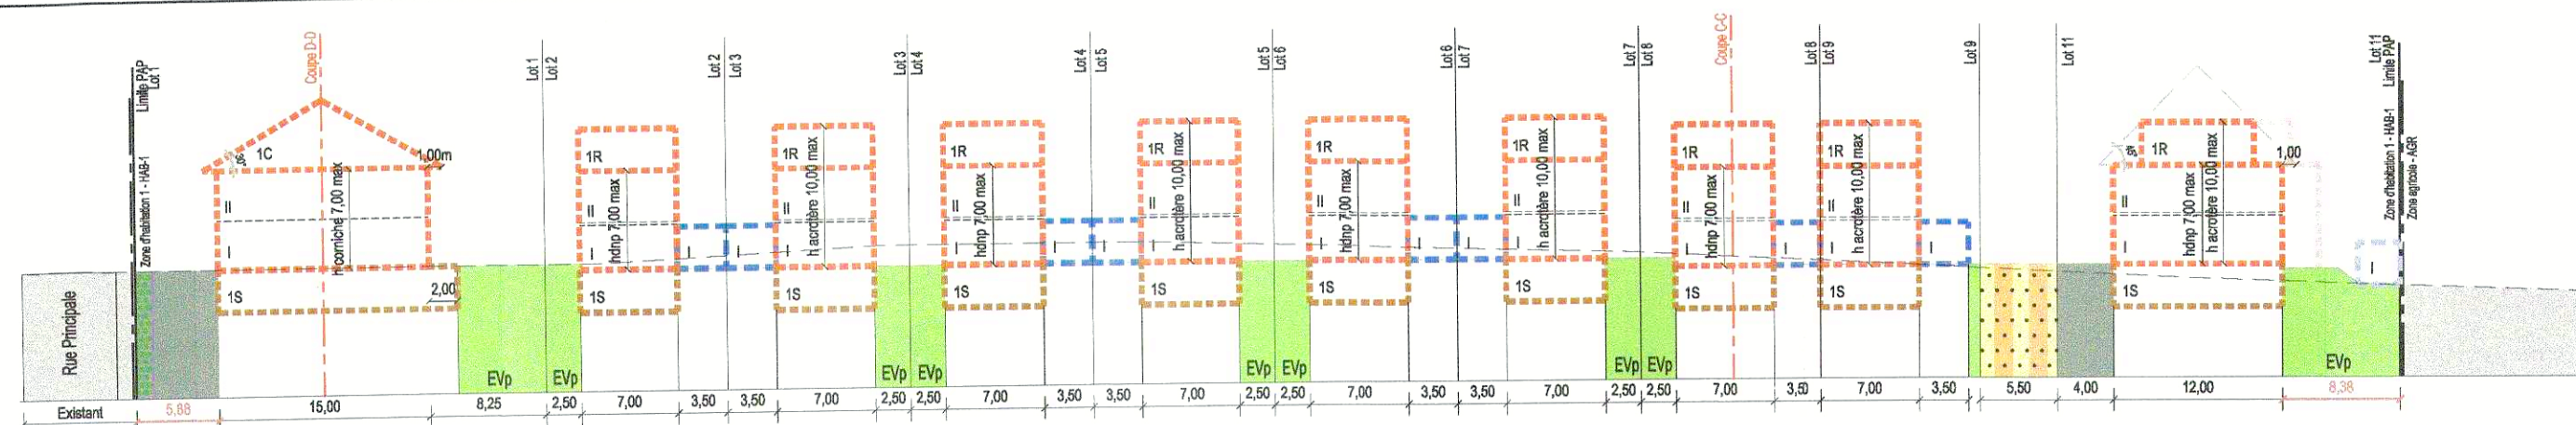 Limite PAP
Lot 1
Zone d'habitation 1 - HAB-1
Coupe D-D
Lot 1
Lot 2
Lot 2
Lot 3
Lot 3
Lot 4
Lot 4
Lot 5
Lot 5
Lot 6
Lot 6
Lot 7
Lot 7
Lot 8
Coupe C-C
Lot 8
Lot 9
Lot 9
Lot 11
Lot 11
Limite PAP
Zone d'habitation 1 - HAB-1
Zone agricole - AGR
1C
1,00m
II
I
h corniche 7,00 max
1S
2,00
1R
II
I
hdnp 7,00 max
1S
I
I
1R
II
I
h acrotère 10,00 max
1S
1R
II
I
hdnp 7,00 max
1S
I
I
1R
II
I
h acrotère 10,00 max
1S
1R
II
I
hdnp 7,00 max
1S
I
I
1R
II
I
h acrotère 10,00 max
1S
1R
II
I
hdnp 7,00 max
1S
I
1R
II
I
h acrotère 10,00 max
1S
I
1R
1,00
II
I
hdnp 7,00 max
h acrotère 10,00 max
1S
I
Rue Principale
EVp
EVp
EVp
EVp
EVp
EVp
EVp
EVp
EVp
Existant
5,88
15,00
8,25
2,50
7,00
3,50
3,50
7,00
2,50
2,50
7,00
3,50
3,50
7,00
2,50
2,50
7,00
3,50
3,50
7,00
2,50
2,50
7,00
3,50
7,00
3,50
5,50
4,00
12,00
8,38